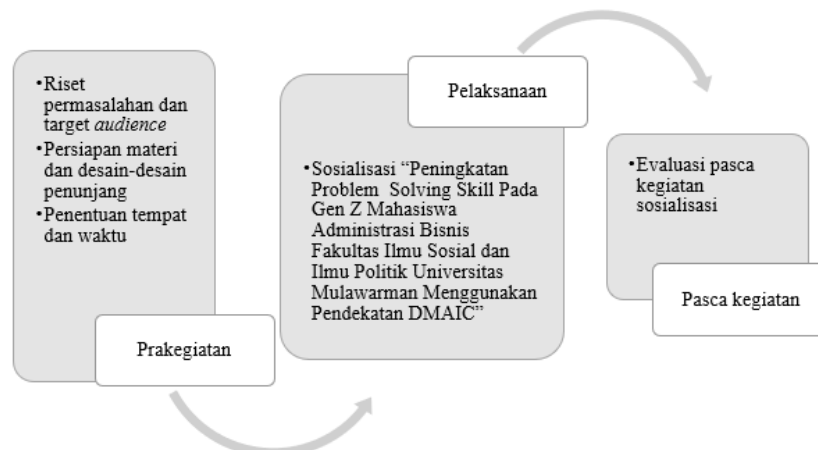 •Riset
permasalahan dan
target audience
•Persiapan materi
dan desain-desain
penunjang
•Penentuan tempat
dan waktu
Prakegiatan
Pelaksanaan
•Sosialisasi “Peningkatan
Problem Solving Skill Pada
Gen Z Mahasiswa
Administrasi Bisnis
Fakultas Ilmu Sosial dan
Ilmu Politik Universitas
Mulawarman Menggunakan
Pendekatan DMAIC”
•Evaluasi pasca
kegiatan
sosialisasi
Pasca kegiatan